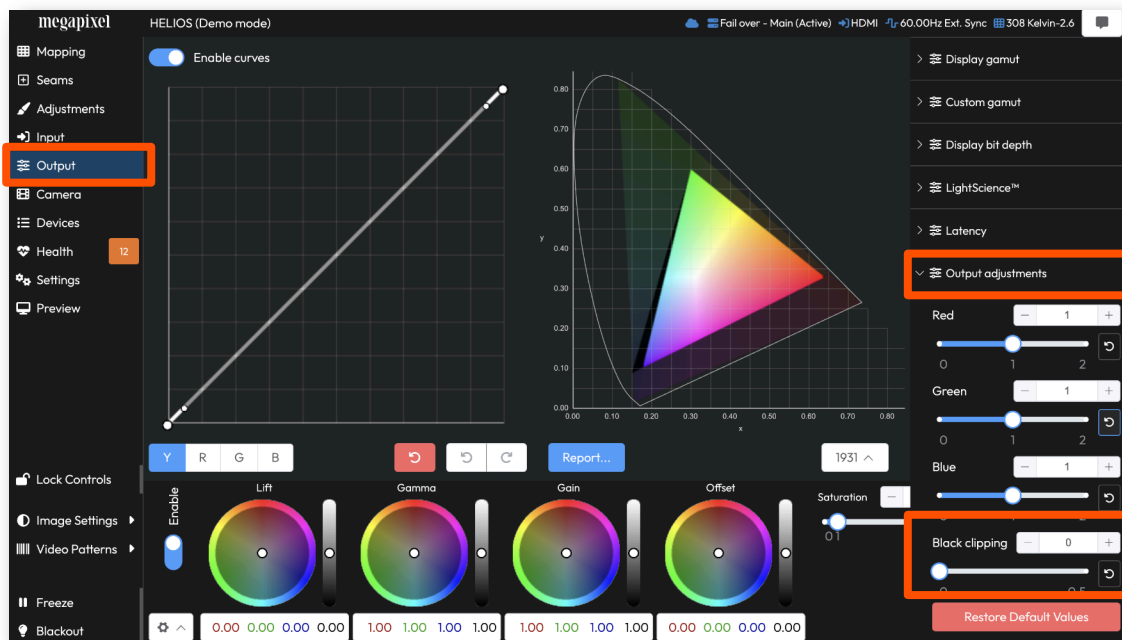 megapixel
HELIOS (Demo mode)
Fail over - Main (Active) HDMI 60.00Hz Ext. Sync 308 Kelvin-2.6
Mapping
Seams
Adjustments
Input
Output
Camera
Devices
Health 12
Settings
Preview
Lock Controls
Image Settings
Video Patterns
Freeze
Blackout
Enable curves
y
0.80
0.70
0.60
0.50
0.40
0.30
0.20
0.10
0.00
0.00 0.10 0.20 0.30 0.40 0.50 0.60 0.70 0.80
x
Y R G B
Report...
1931
Enable
Lift
Gamma
Gain
Offset
Saturation
0 1
0.00 0.00 0.00 0.00
1.00 1.00 1.00 1.00
1.00 1.00 1.00 1.00
0.00 0.00 0.00 0.00
Display gamut
Custom gamut
Display bit depth
LightScience™
Latency
Output adjustments
Red − 1 +
0 1 2
Green − 1 +
0 1 2
Blue − 1 +
Black clipping − 0 +
0 0.5
Restore Default Values